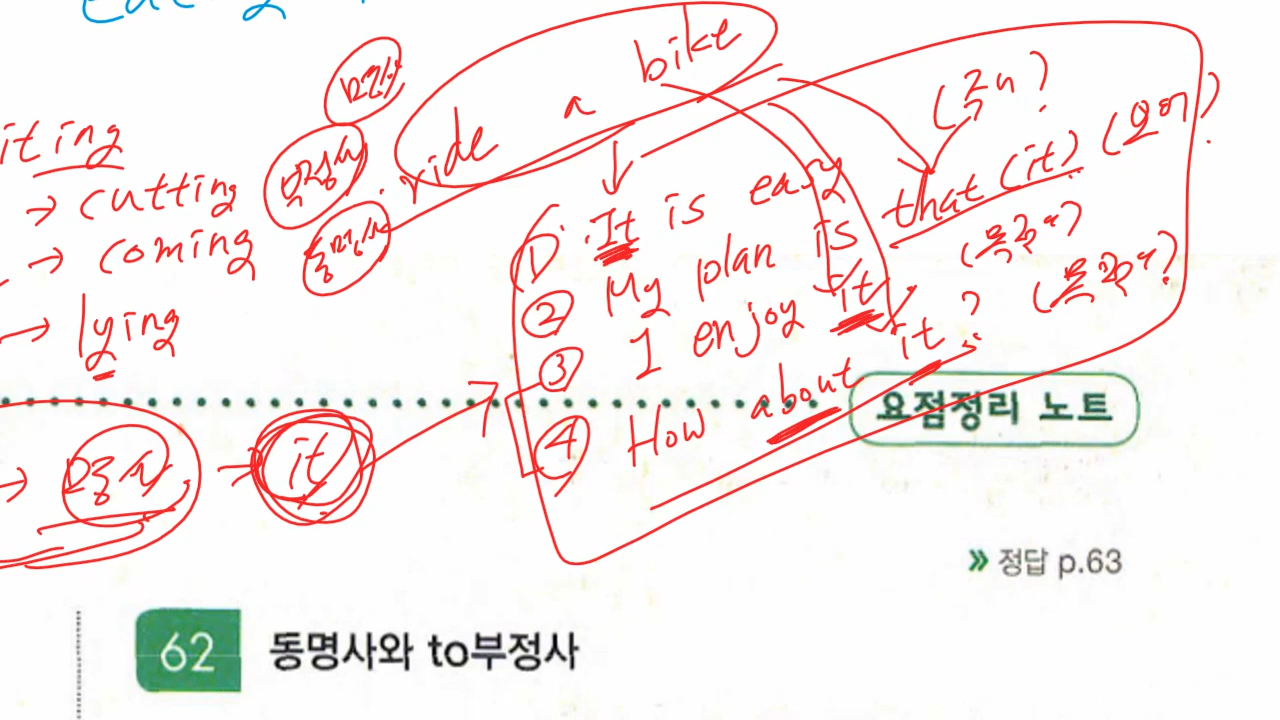 Eating
명사
ride a bike
iting
→ cutting
→ coming
→ lying
형용사
동명사
① It is easy (주어?
② My plan is that (it) (보어?
③ I enjoy it (목적어?
④ How about it? (목적어?
→ → it
요점정리 노트
» 정답 p.63
62 동명사와 to부정사